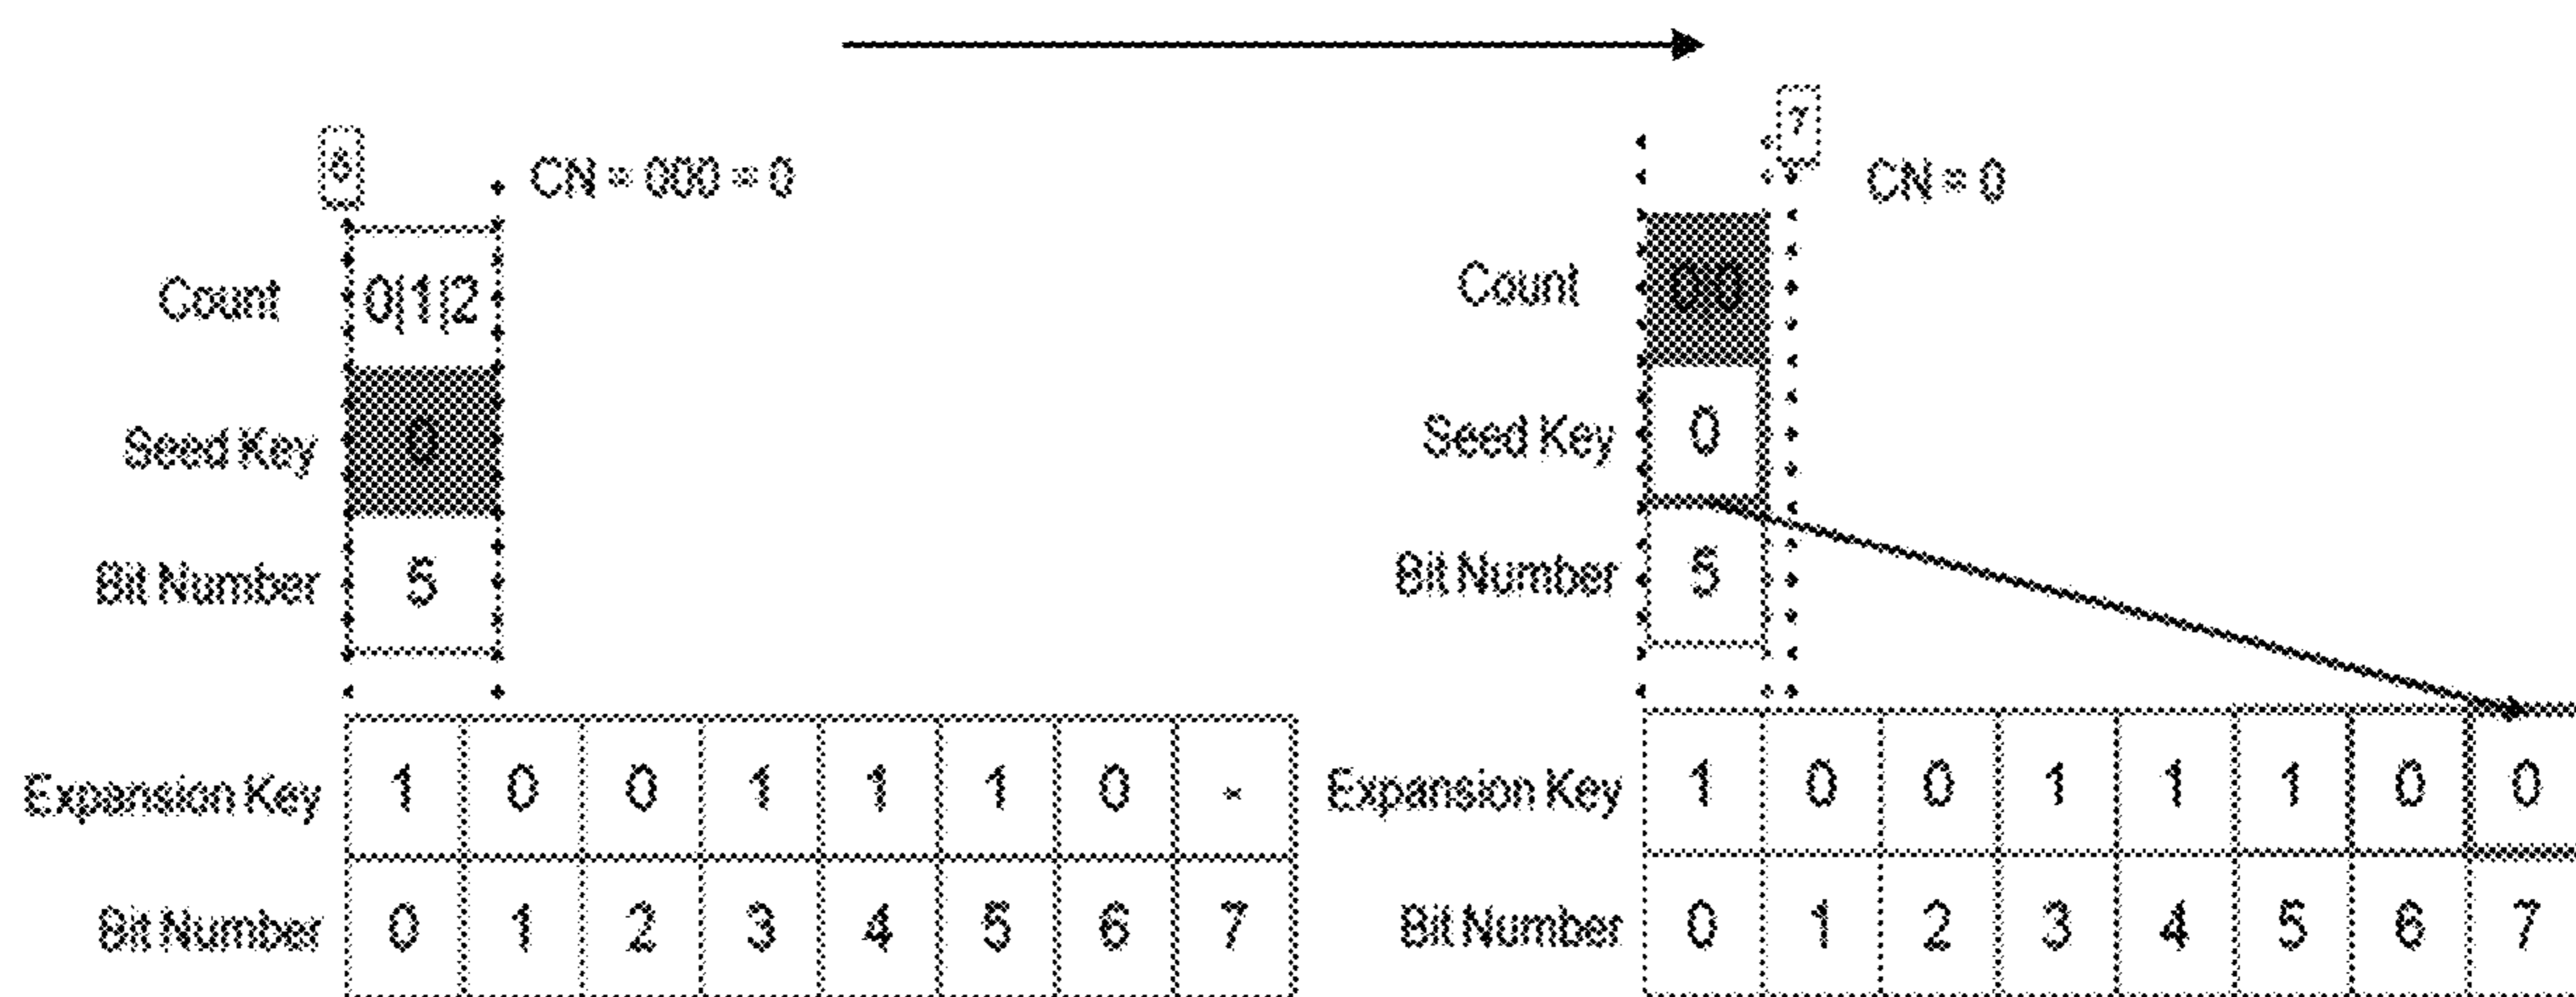 7
CN = 000 = 0
CN = 0
Count 0|1|2
Count 0|0
Seed Key 0
Seed Key 0
Bit Number 5
Bit Number 5
Expansion Key 1 0 0 1 1 1 0 -
Expansion Key 1 0 0 1 1 1 0 0
Bit Number 0 1 2 3 4 5 6 7
Bit Number 0 1 2 3 4 5 6 7